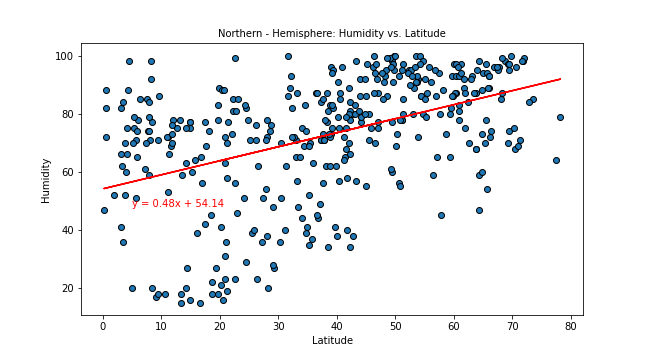 Northern - Hemisphere: Humidity vs. Latitude
100
80
60
40
20
Humidity
y = 0.48x + 54.14
0 10 20 30 40 50 60 70 80
Latitude